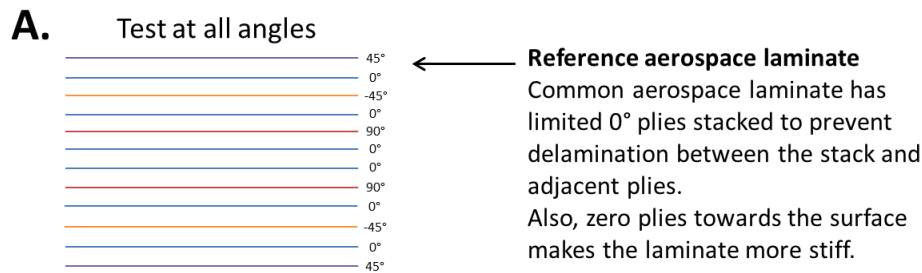 A.
Test at all angles
45°
0°
-45°
0°
90°
0°
0°
90°
0°
-45°
0°
45°
Reference aerospace laminate
Common aerospace laminate has
limited 0° plies stacked to prevent
delamination between the stack and
adjacent plies.
Also, zero plies towards the surface
makes the laminate more stiff.